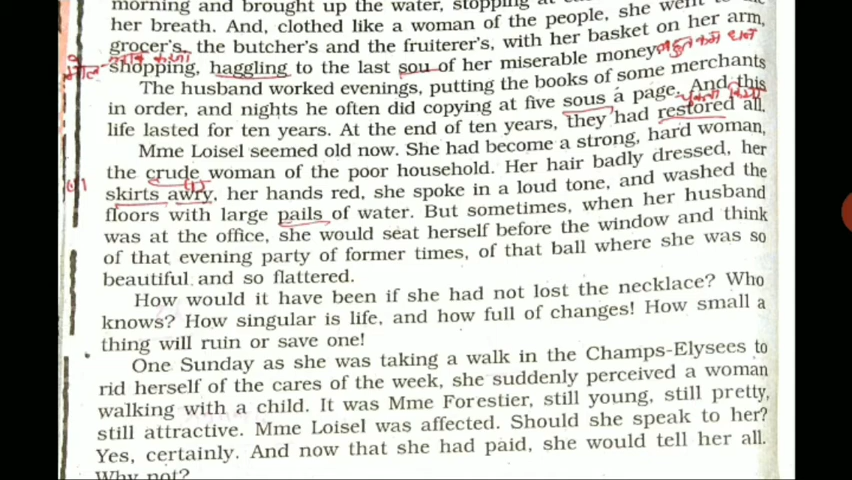 morning and brought up the water, stopping at
her breath. And, clothed like a woman of the people, she went to the
grocer's, the butcher's and the fruiterer's, with her basket on her arm,
shopping, haggling to the last sou of her miserable money
The husband worked evenings, putting the books of some merchants
in order, and nights he often did copying at five sous a page. And this
life lasted for ten years. At the end of ten years, they had restored all.
Mme Loisel seemed old now. She had become a strong, hard woman,
the crude woman of the poor household. Her hair badly dressed, her
skirts awry, her hands red, she spoke in a loud tone, and washed the
floors with large pails of water. But sometimes, when her husband
was at the office, she would seat herself before the window and think
of that evening party of former times, of that ball where she was so
beautiful and so flattered.
How would it have been if she had not lost the necklace? Who
knows? How singular is life, and how full of changes! How small a
thing will ruin or save one!
One Sunday as she was taking a walk in the Champs-Elysees to
rid herself of the cares of the week, she suddenly perceived a woman
walking with a child. It was Mme Forestier, still young, still pretty,
still attractive. Mme Loisel was affected. Should she speak to her?
Yes, certainly. And now that she had paid, she would tell her all.
Why not?